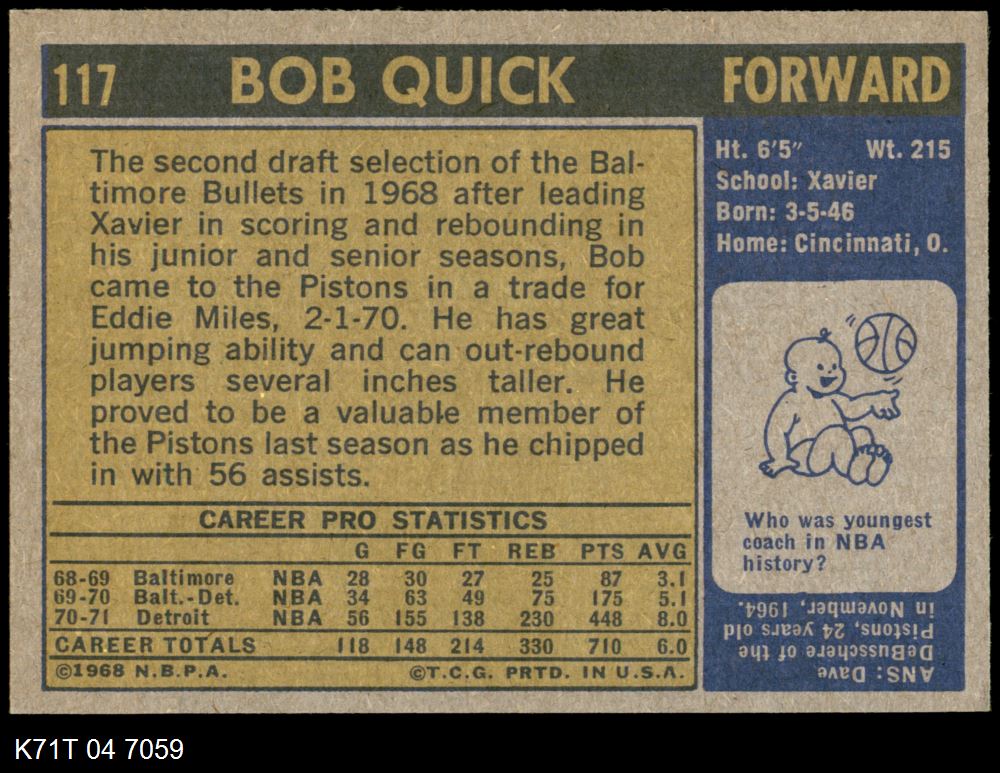 117 BOB QUICK FORWARD
The second draft selection of the Bal-
timore Bullets in 1968 after leading
Xavier in scoring and rebounding in
his junior and senior seasons, Bob
came to the Pistons in a trade for
Eddie Miles, 2-1-70. He has great
jumping ability and can out-rebound
players several inches taller. He
proved to be a valuable member of
the Pistons last season as he chipped
in with 56 assists.
CAREER PRO STATISTICS
G FG FT REB PTS AVG
68-69 Baltimore NBA 28 30 27 25 87 3.1
69-70 Balt.-Det. NBA 34 63 49 75 175 5.1
70-71 Detroit NBA 56 155 138 230 448 8.0
CAREER TOTALS 118 148 214 330 710 6.0
©1968 N.B.P.A. ©T.C.G. PRTD. IN U.S.A.
Ht. 6'5" Wt. 215
School: Xavier
Born: 3-5-46
Home: Cincinnati, O.
Who was youngest
coach in NBA
history?
ANS: Dave
DeBusschere of the
Pistons, 24 years old
in November, 1964.
K71T 04 7059